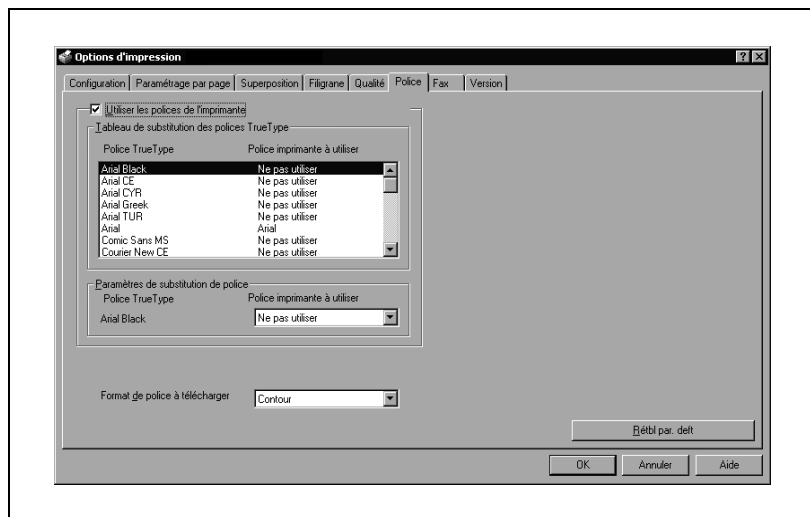 Options d'impression
Configuration Paramétrage par page Superposition Filigrane Qualité Police Fax Version
Utiliser les polices de l'imprimante
Tableau de substitution des polices TrueType
Police TrueType Police imprimante à utiliser
Arial Black Ne pas utiliser
Arial CE Ne pas utiliser
Arial CYR Ne pas utiliser
Arial Greek Ne pas utiliser
Arial TUR Ne pas utiliser
Arial Arial
Comic Sans MS Ne pas utiliser
Courier New CE Ne pas utiliser
Paramètres de substitution de police
Police TrueType Police imprimante à utiliser
Arial Black Ne pas utiliser
Format de police à télécharger Contour
Rétbl par. deft
OK Annuler Aide